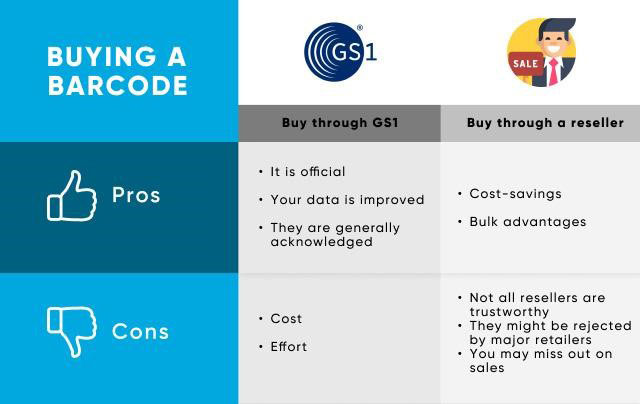 BUYING A
BARCODE
GS1
®
SALE
Buy through GS1
Buy through a reseller
Pros
• It is official
• Your data is improved
• They are generally
acknowledged
• Cost-savings
• Bulk advantages
Cons
• Cost
• Effort
• Not all resellers are
trustworthy
• They might be rejected
by major retailers
• You may miss out on
sales